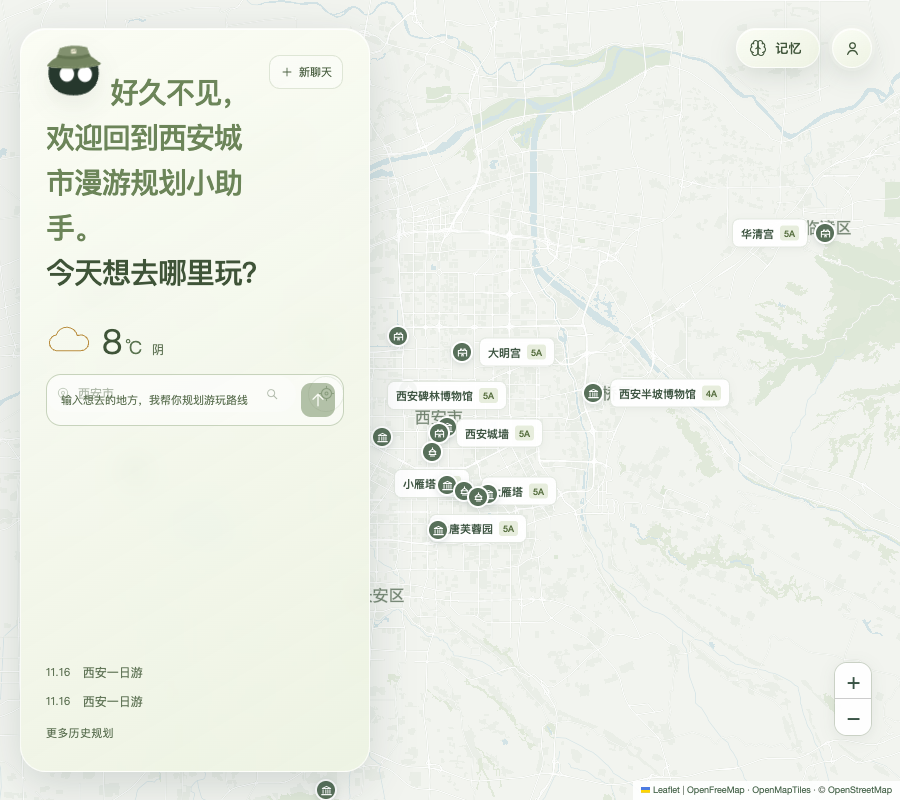 好久不见，
欢迎回到西安城
市漫游规划小助
手。
今天想去哪里玩?
+ 新聊天
8℃ 阴
西安市
输入想去的地方，我帮你规划游玩路线
11.16 西安一日游
11.16 西安一日游
更多历史规划
记忆
华清宫 5A
大明宫 5A
西安碑林博物馆 5A
西安半坡博物馆 4A
西安市
西安城墙 5A
小雁塔
大雁塔 5A
唐芙蓉园 5A
安区
+
−
Leaflet | OpenFreeMap · OpenMapTiles · © OpenStreetMap